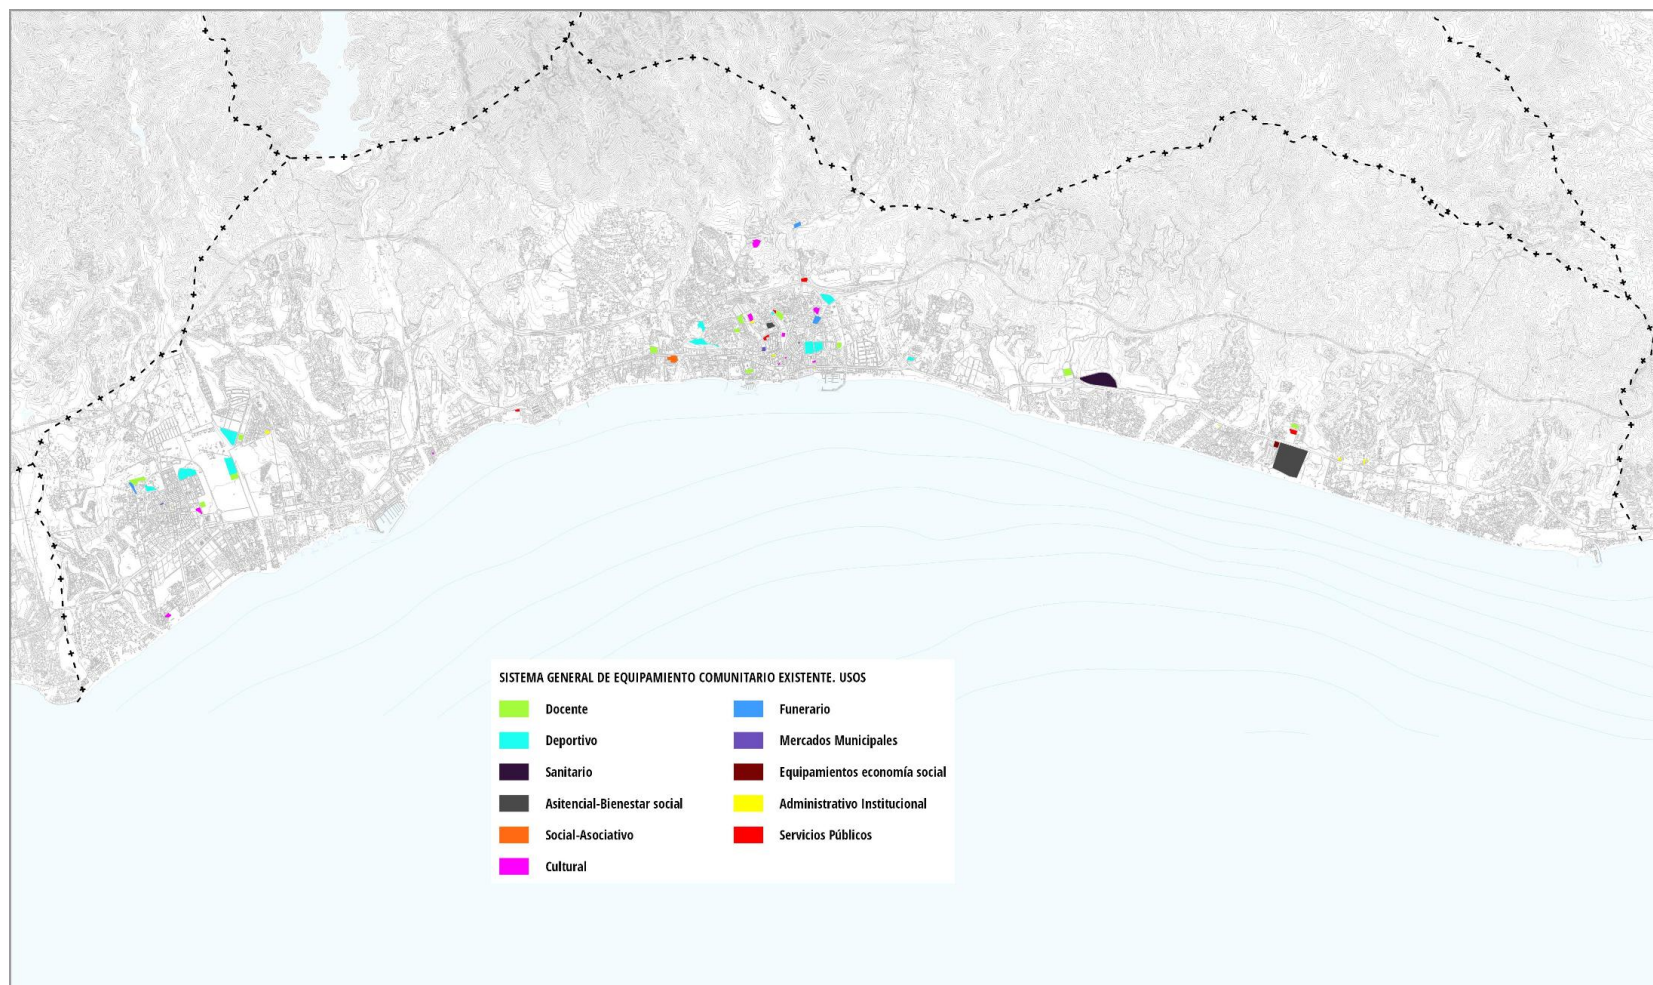 SISTEMA GENERAL DE EQUIPAMIENTO COMUNITARIO EXISTENTE. USOS
Docente
Deportivo
Sanitario
Asitencial-Bienestar social
Social-Asociativo
Cultural
Funerario
Mercados Municipales
Equipamientos economía social
Administrativo Institucional
Servicios Públicos